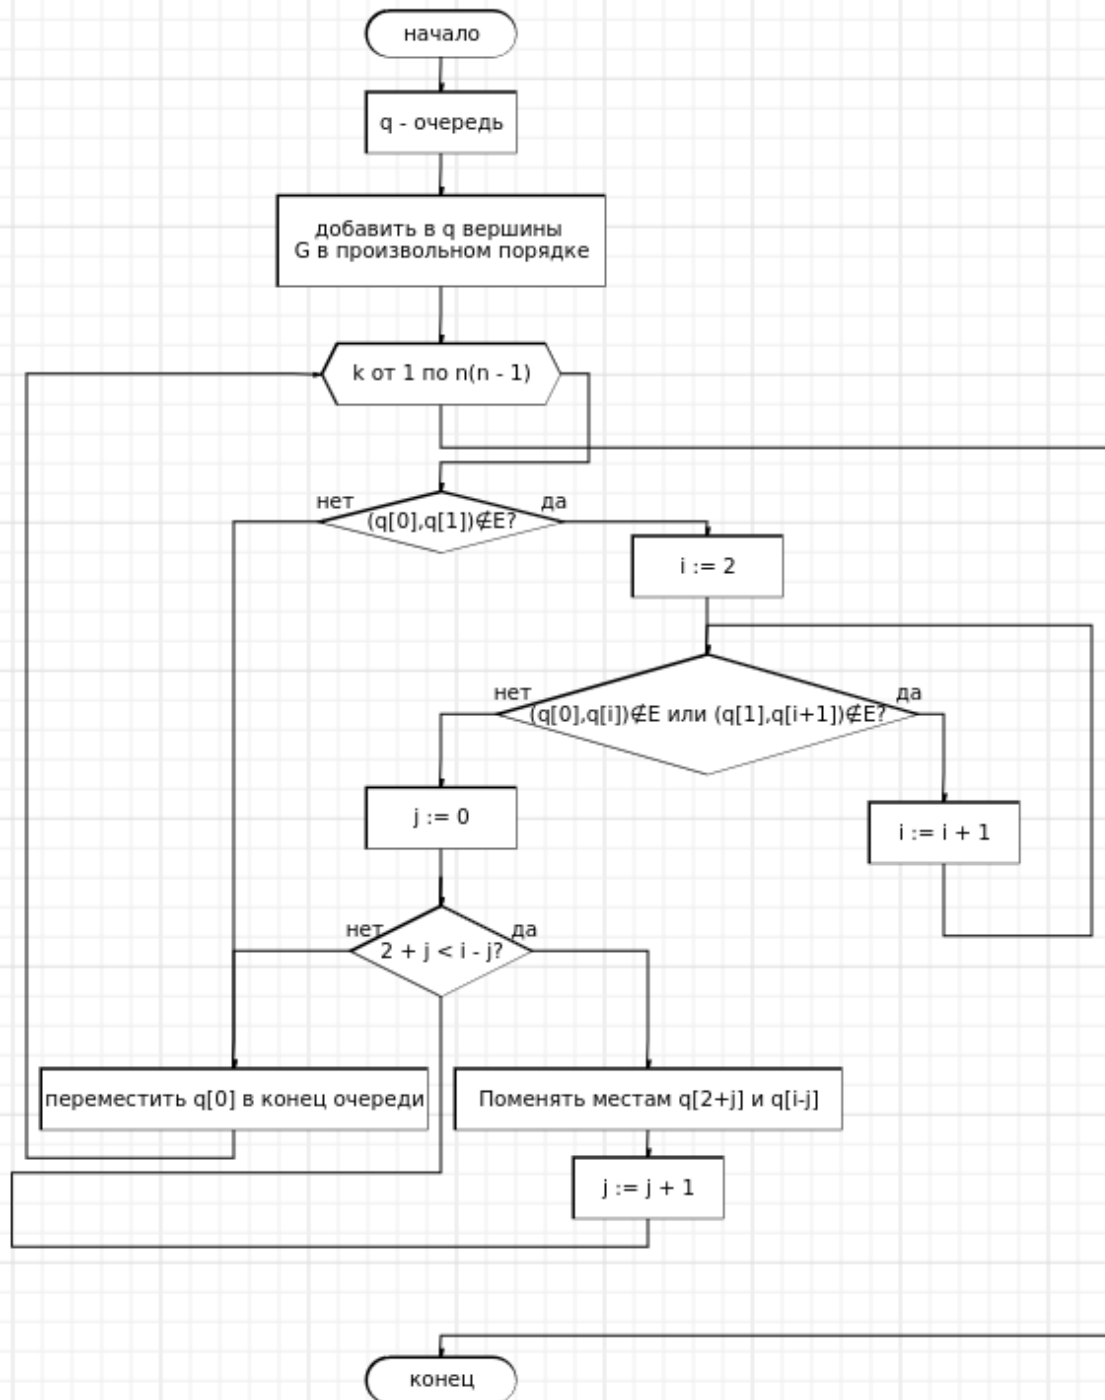 начало
q - очередь
добавить в q вершины
G в произвольном порядке
k от 1 по n(n - 1)
нет
да
(q[0],q[1])∉E?
i := 2
нет
да
(q[0],q[i])∉E или (q[1],q[i+1])∉E?
j := 0
i := i + 1
нет
да
2 + j < i - j?
переместить q[0] в конец очереди
Поменять местам q[2+j] и q[i-j]
j := j + 1
конец